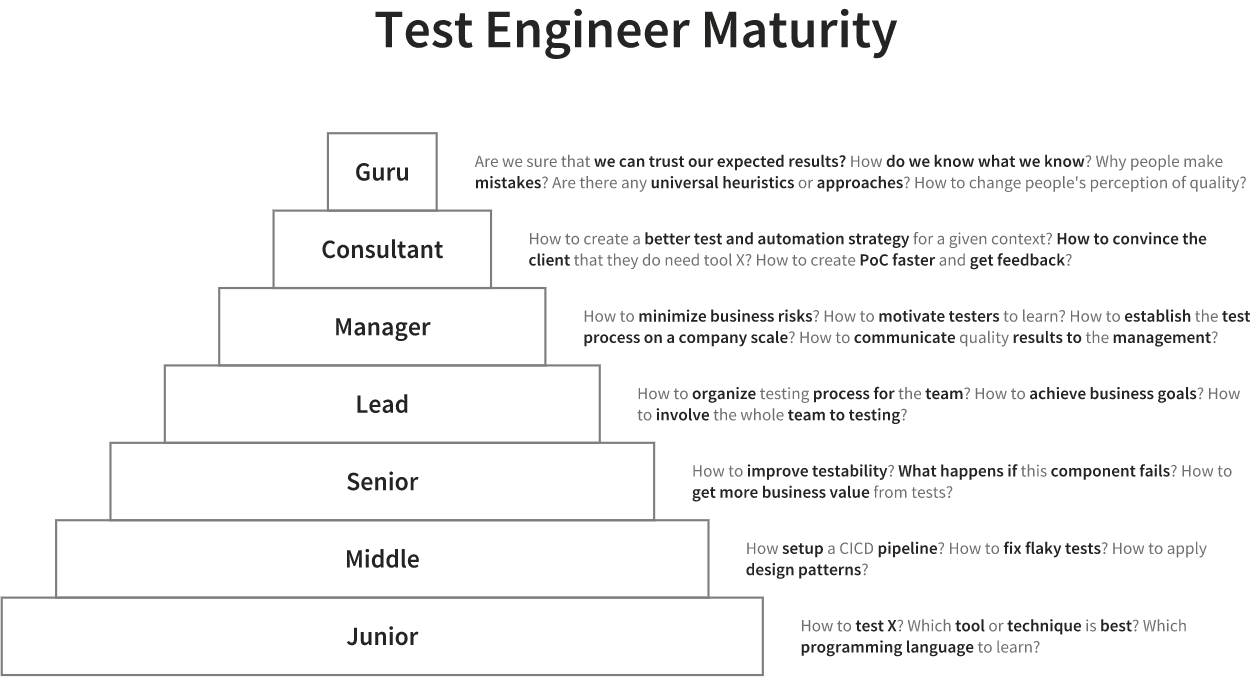 Test Engineer Maturity
Guru
Are we sure that we can trust our expected results? How do we know what we know? Why people make
mistakes? Are there any universal heuristics or approaches? How to change people's perception of quality?
Consultant
How to create a better test and automation strategy for a given context? How to convince the
client that they do need tool X? How to create PoC faster and get feedback?
Manager
How to minimize business risks? How to motivate testers to learn? How to establish the test
process on a company scale? How to communicate quality results to the management?
Lead
How to organize testing process for the team? How to achieve business goals? How
to involve the whole team to testing?
Senior
How to improve testability? What happens if this component fails? How to
get more business value from tests?
Middle
How setup a CICD pipeline? How to fix flaky tests? How to apply
design patterns?
Junior
How to test X? Which tool or technique is best? Which
programming language to learn?